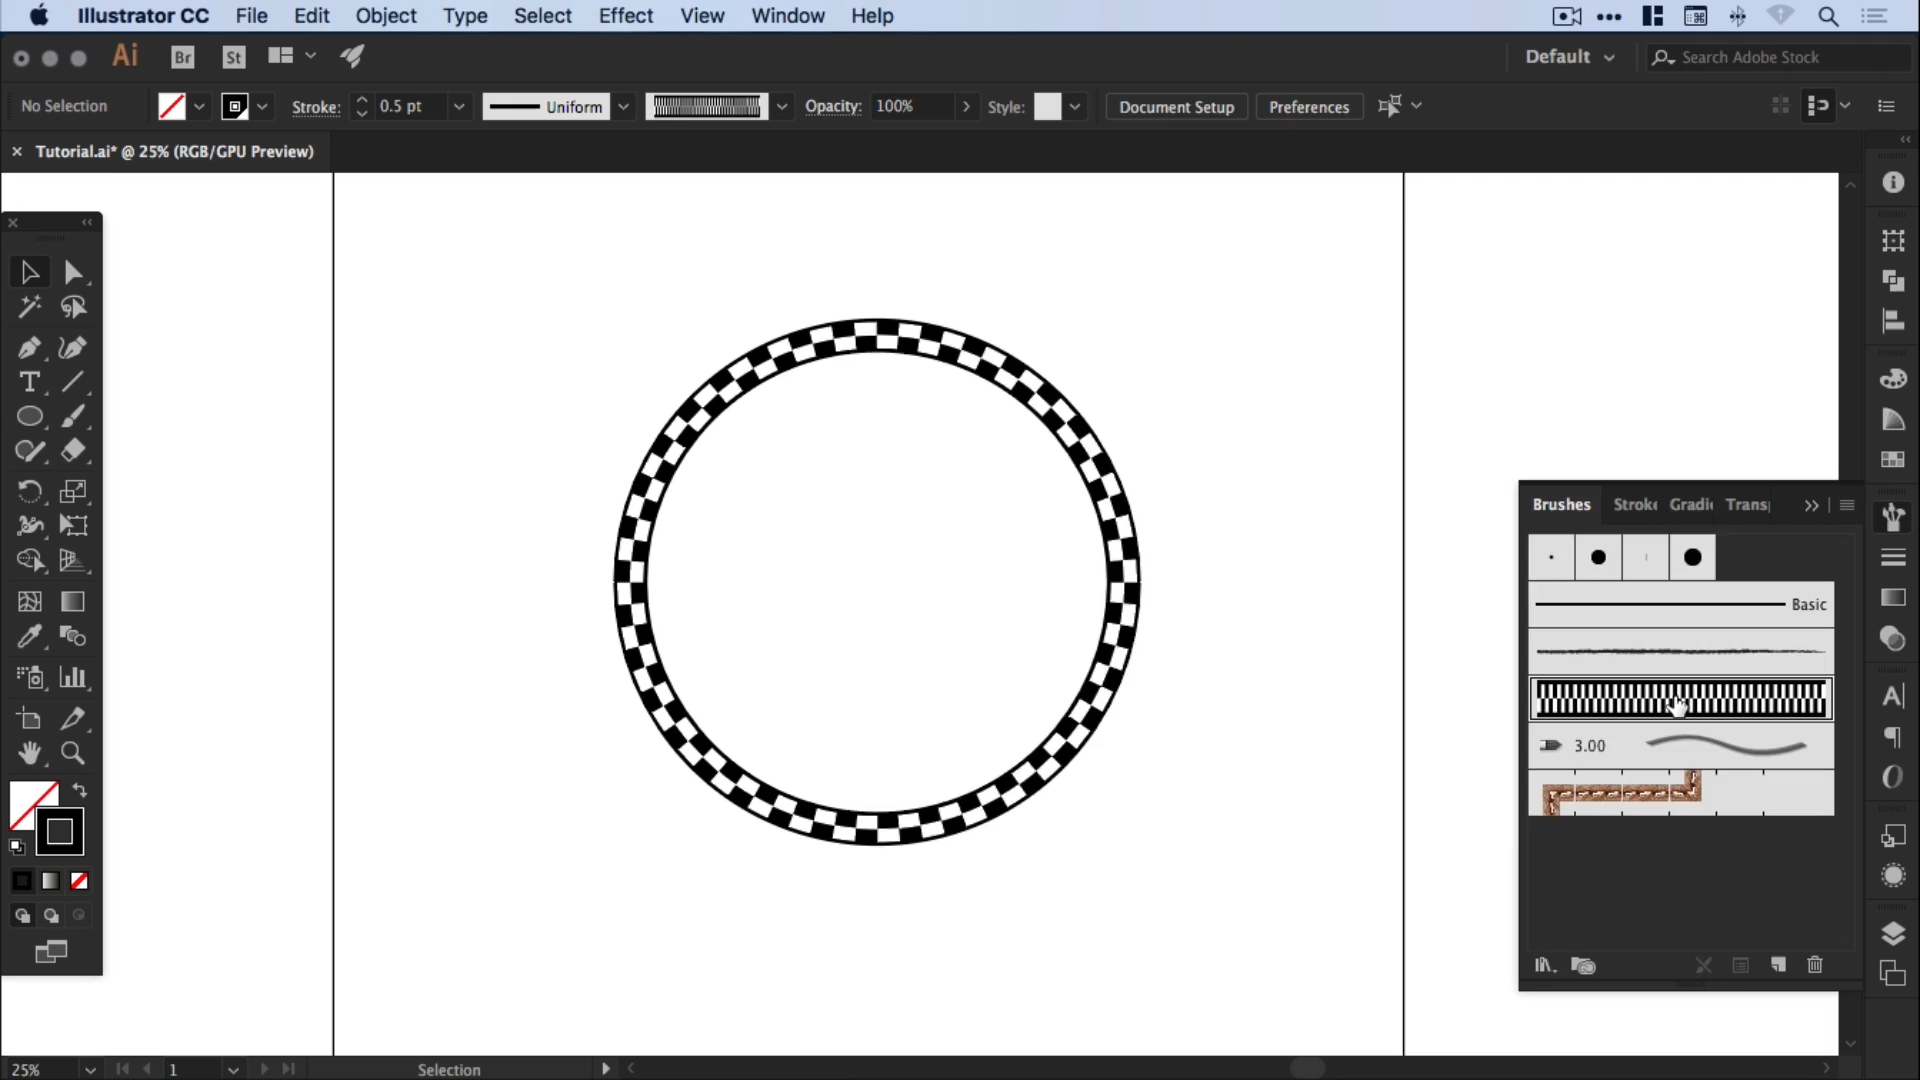 Illustrator CC File Edit Object Type Select Effect View Window Help
Ai Br St Default Search Adobe Stock
No Selection Stroke: 0.5 pt Uniform Opacity: 100% Style: Document Setup Preferences
Tutorial.ai* @ 25% (RGB/GPU Preview)
Brushes Stroke Gradi Transp
Basic
3.00
25% 1 Selection